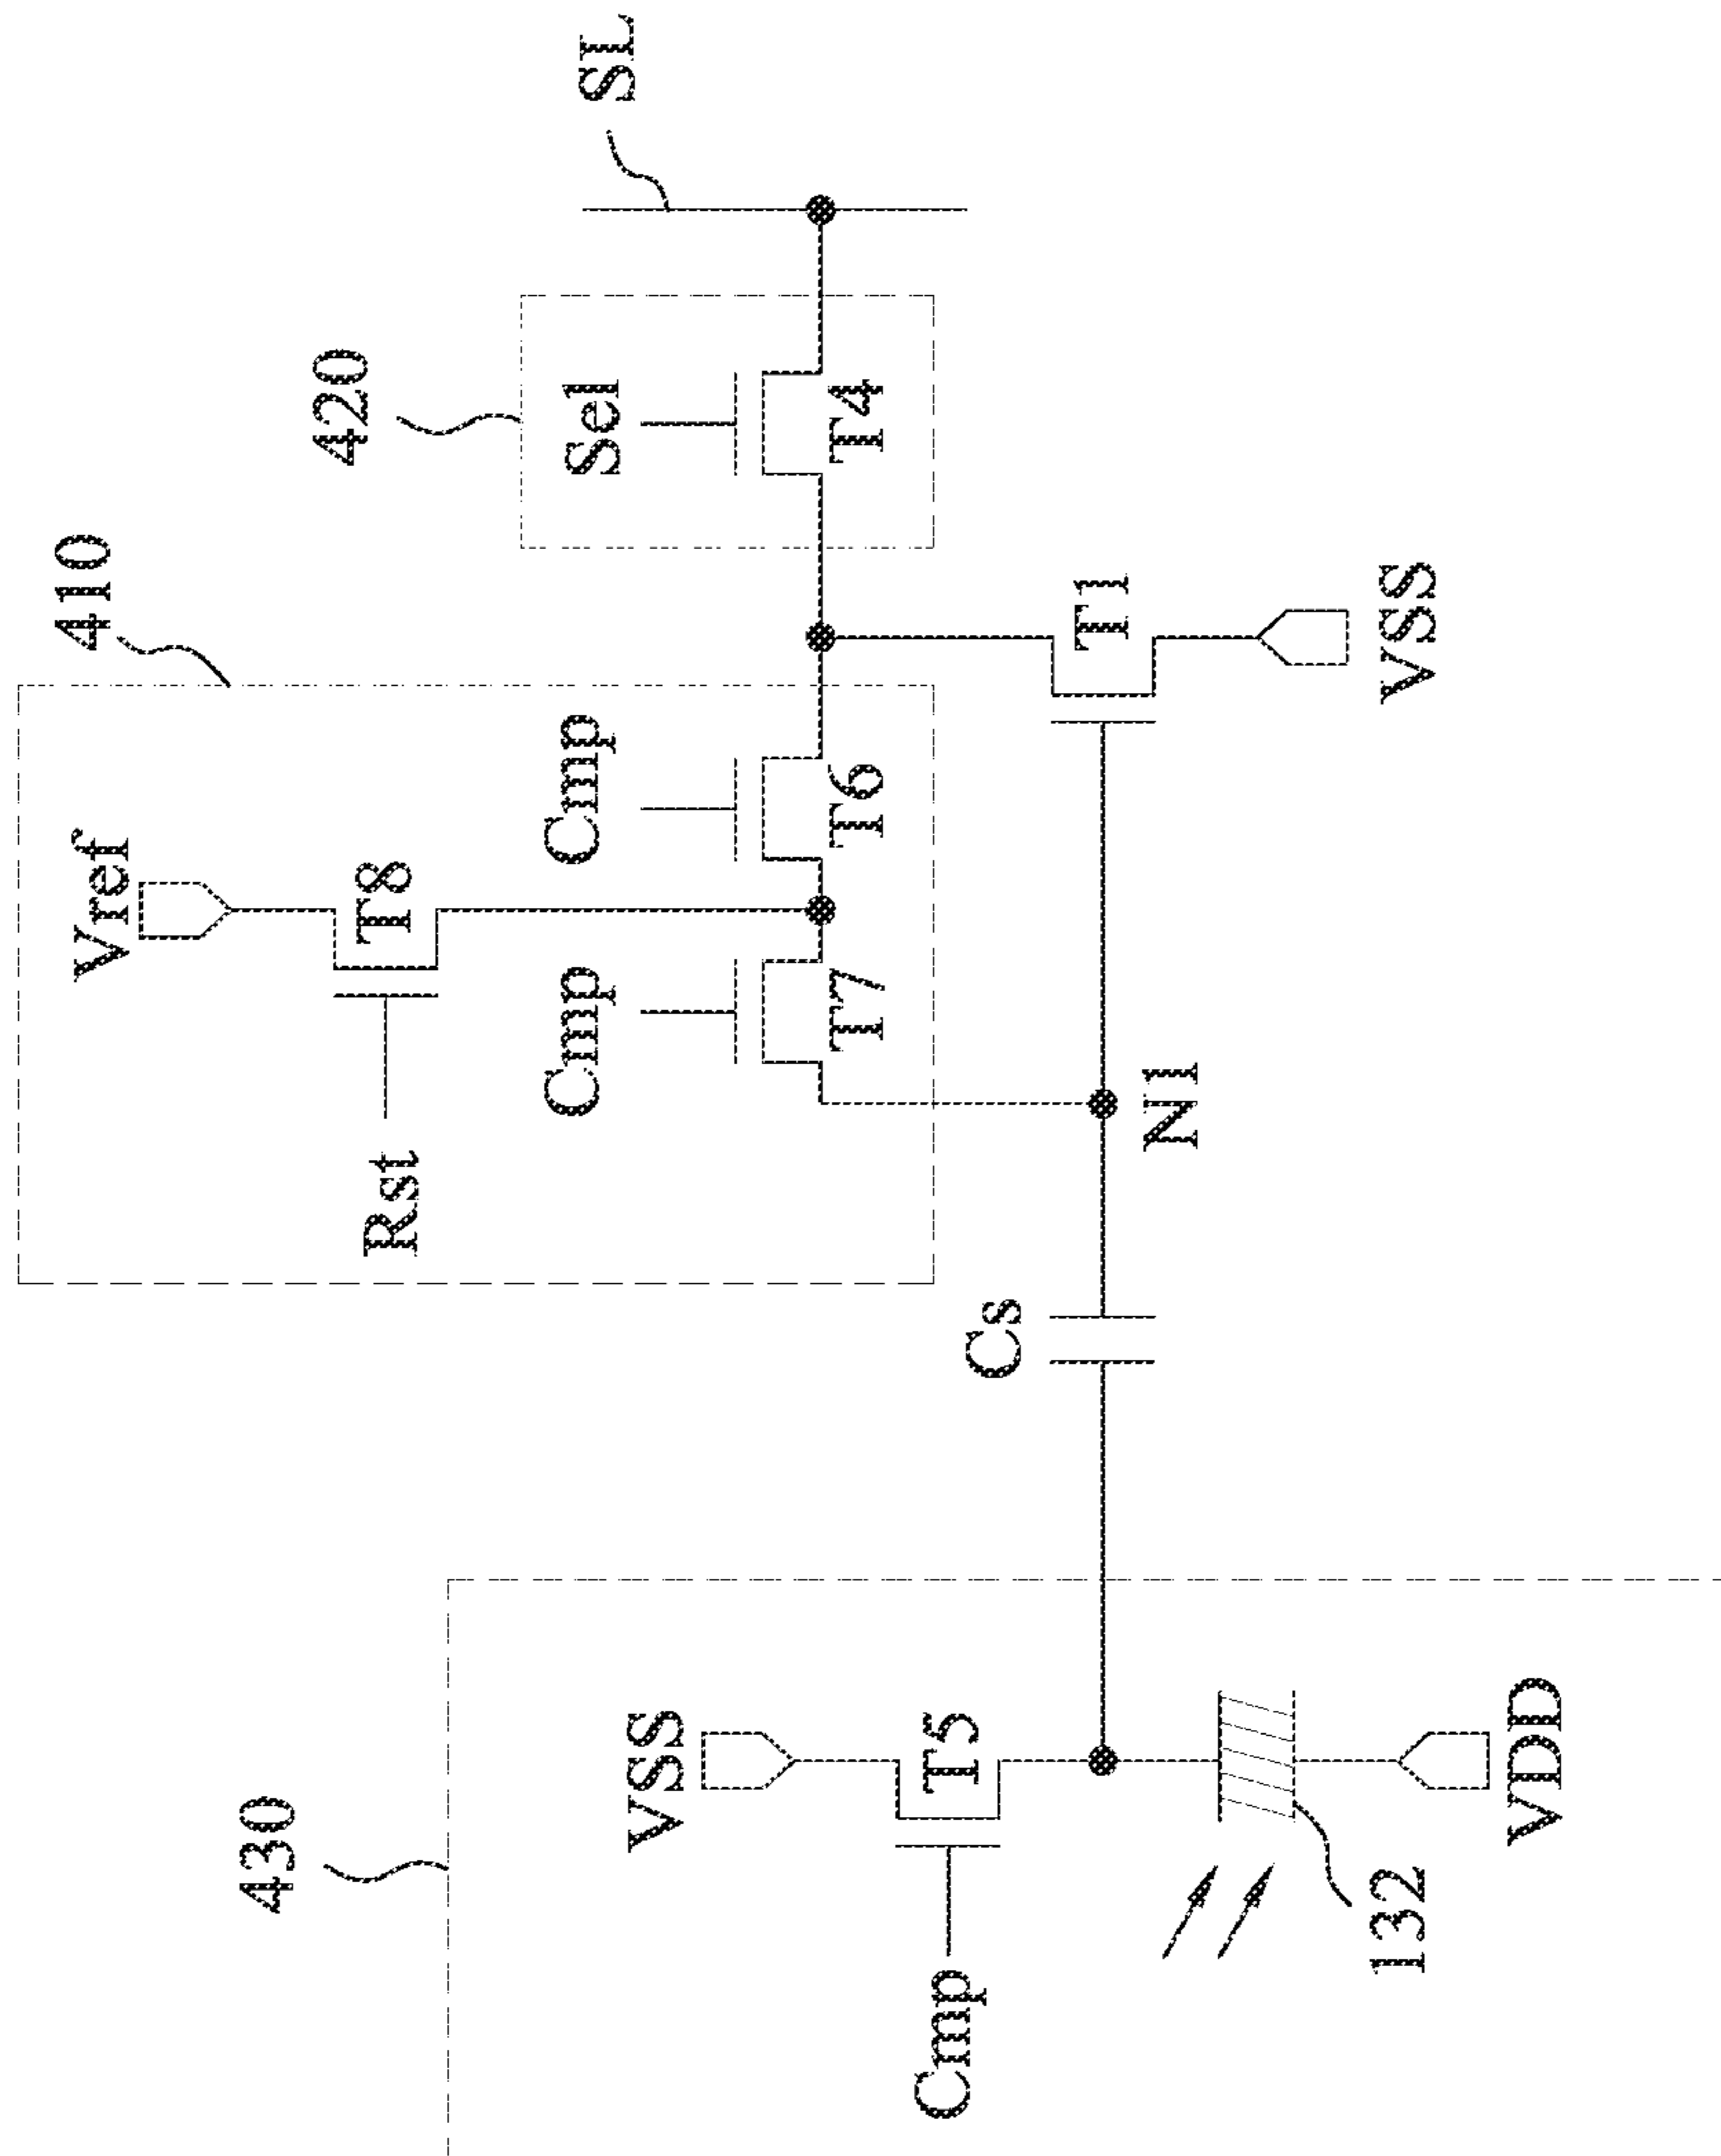 Vref
410
430
Rst
T8
420
VSS
Cmp
Cmp
Sel
SL
T7
T6
T4
Cmp
T5
Cs
T1
N1
132
VSS
VDD